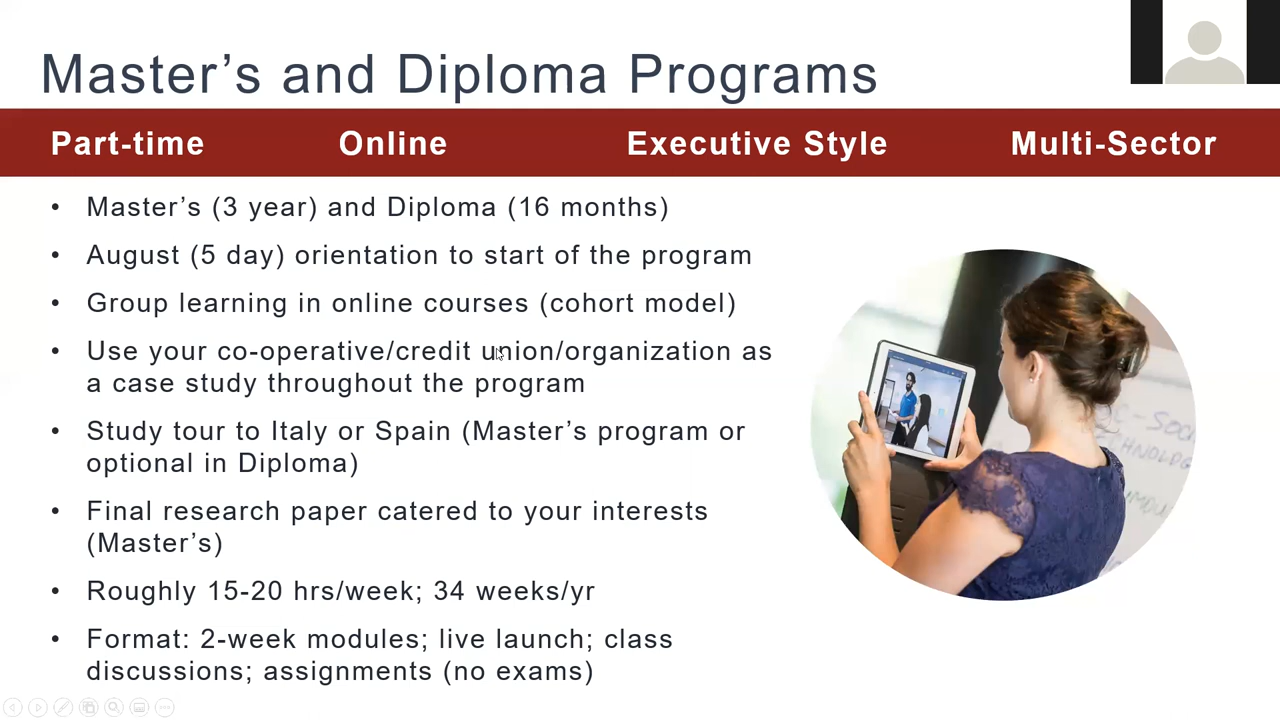 Master's and Diploma Programs
Part-time Online Executive Style Multi-Sector
• Master's (3 year) and Diploma (16 months)
• August (5 day) orientation to start of the program
• Group learning in online courses (cohort model)
• Use your co-operative/credit union/organization as
a case study throughout the program
• Study tour to Italy or Spain (Master's program or
optional in Diploma)
• Final research paper catered to your interests
(Master's)
• Roughly 15-20 hrs/week; 34 weeks/yr
• Format: 2-week modules; live launch; class
discussions; assignments (no exams)